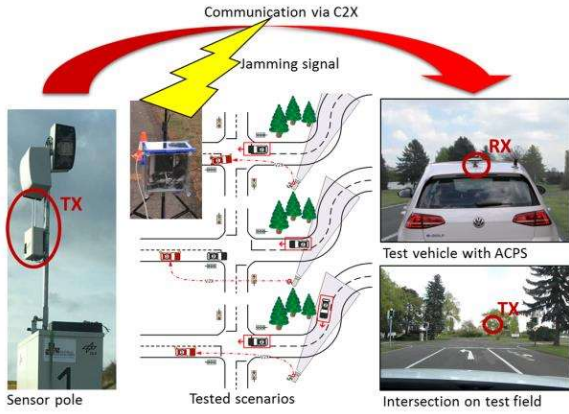 Communication via C2X
Jamming signal
TX
RX
Test vehicle with ACPS
TX
1
DLR
Sensor pole
Tested scenarios
Intersection on test field